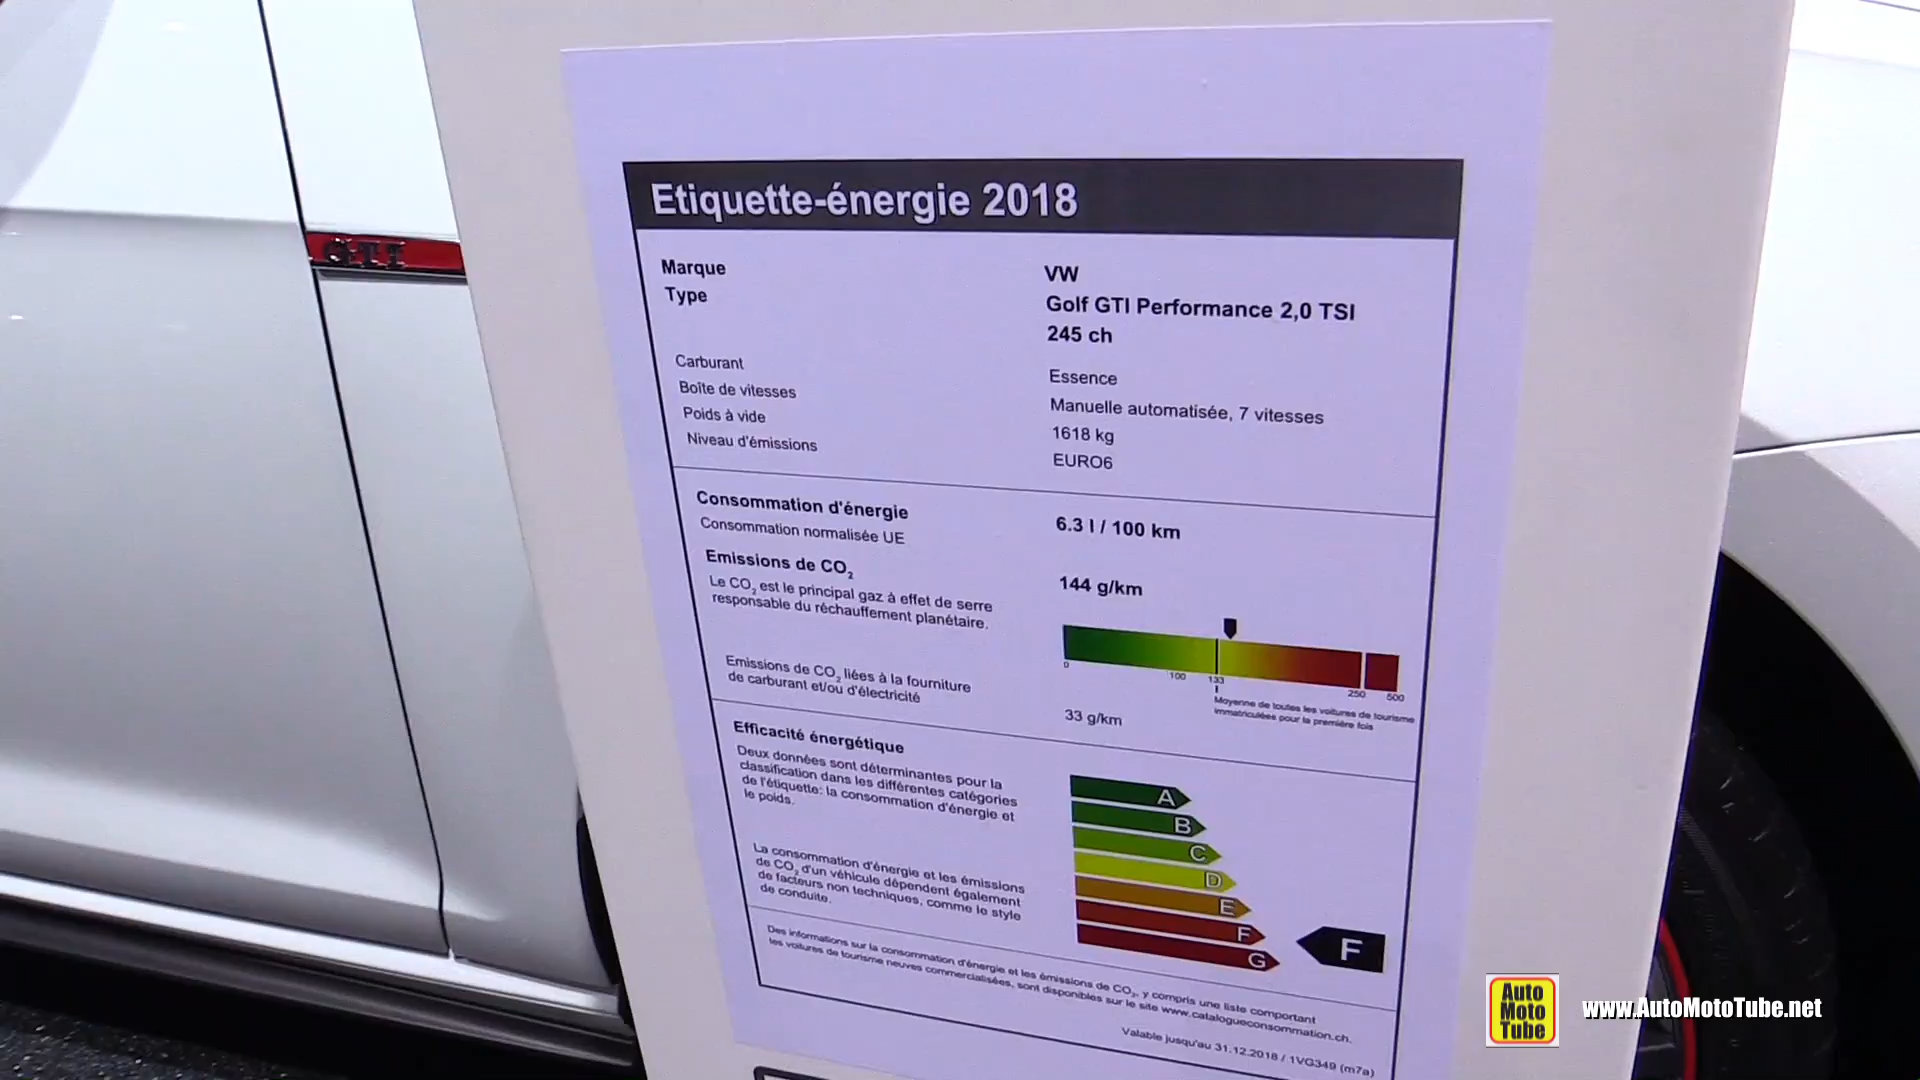 GTI
Etiquette-énergie 2018
Marque VW
Type Golf GTI Performance 2,0 TSI
245 ch
Carburant Essence
Boîte de vitesses Manuelle automatisée, 7 vitesses
Poids à vide 1618 kg
Niveau d'émissions EURO6
Consommation d'énergie 6.3 l / 100 km
Consommation normalisée UE
Emissions de CO₂ 144 g/km
Le CO₂ est le principal gaz à effet de serre
responsable du réchauffement planétaire.
0 100 133 250 500
Moyenne de toutes les voitures de tourisme
immatriculées pour la première fois
Emissions de CO₂ liées à la fourniture
de carburant et/ou d'électricité 33 g/km
Efficacité énergétique
Deux données sont déterminantes pour la
classification dans les différentes catégories
de l'étiquette: la consommation d'énergie et
le poids.
La consommation d'énergie et les émissions
de CO₂ d'un véhicule dépendent également
de facteurs non techniques, comme le style
de conduite.
A
B
C
D
E
F
G
F
Des informations sur la consommation d'énergie et les émissions de CO₂, y compris une liste comportant
les voitures de tourisme neuves commercialisées, sont disponibles sur le site www.catalogueconsommation.ch.
Valable jusqu'au 31.12.2018 / 1VG349 (m7a)
Auto
Moto
Tube
www.AutoMotoTube.net